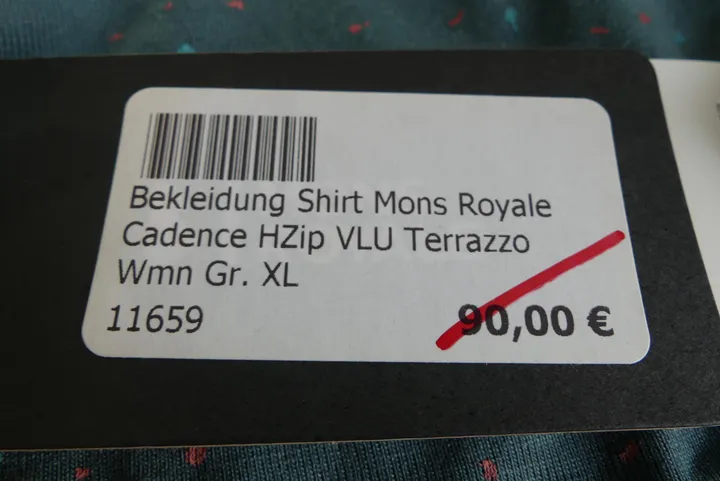 Bekleidung Shirt Mons Royale
Cadence HZip VLU Terrazzo
Wmn Gr. XL
11659 90,00 €